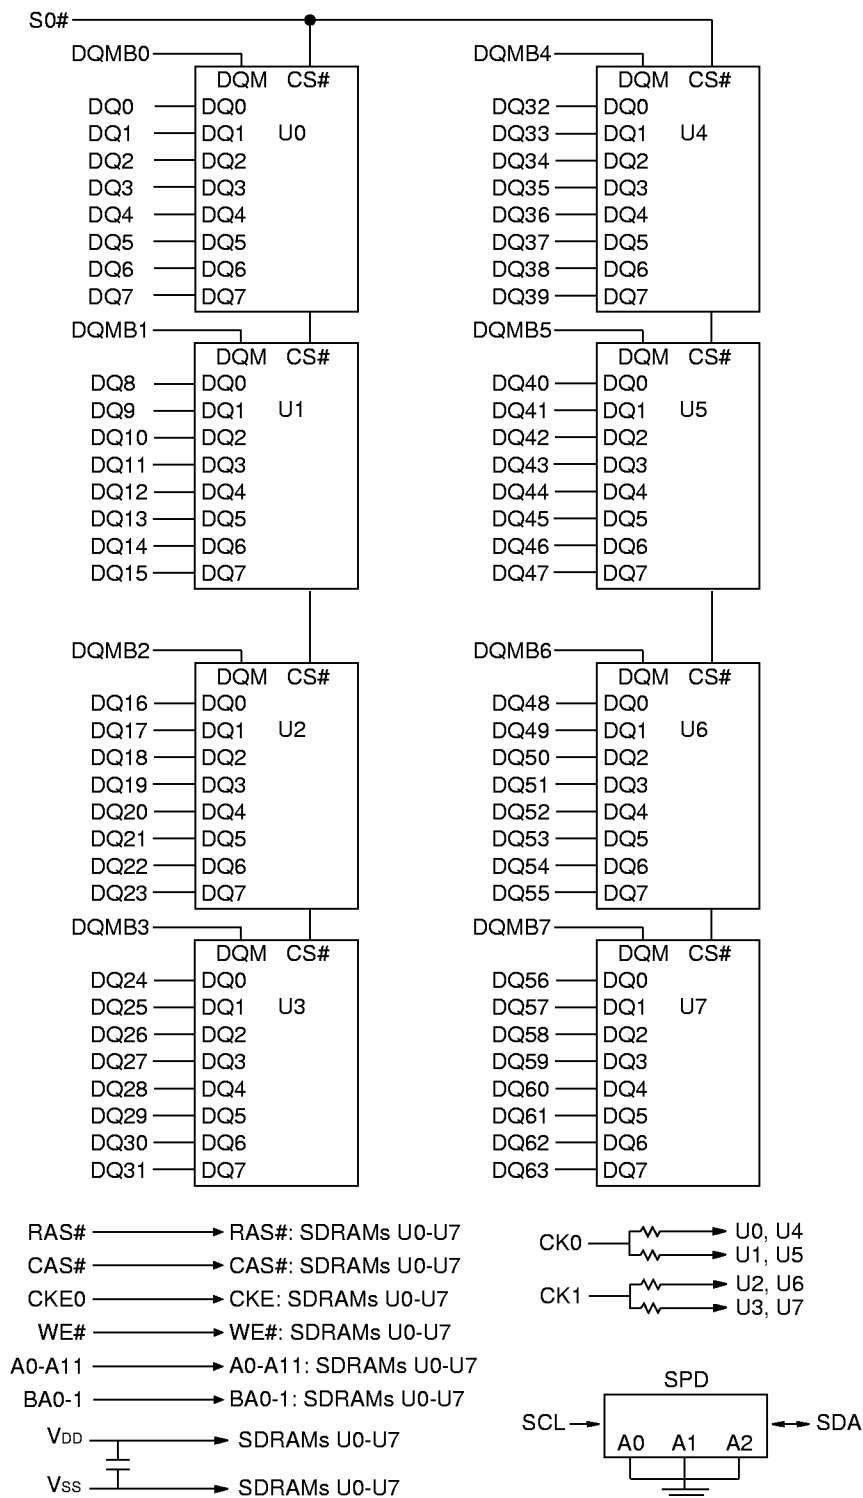 S0#
DQMB0 DQMB4
DQM CS# DQM CS#
DQ0 DQ0 DQ32 DQ0
DQ1 DQ1 U0 DQ33 DQ1 U4
DQ2 DQ2 DQ34 DQ2
DQ3 DQ3 DQ35 DQ3
DQ4 DQ4 DQ36 DQ4
DQ5 DQ5 DQ37 DQ5
DQ6 DQ6 DQ38 DQ6
DQ7 DQ7 DQ39 DQ7
DQMB1 DQMB5
DQM CS# DQM CS#
DQ8 DQ0 DQ40 DQ0
DQ9 DQ1 U1 DQ41 DQ1 U5
DQ10 DQ2 DQ42 DQ2
DQ11 DQ3 DQ43 DQ3
DQ12 DQ4 DQ44 DQ4
DQ13 DQ5 DQ45 DQ5
DQ14 DQ6 DQ46 DQ6
DQ15 DQ7 DQ47 DQ7
DQMB2 DQMB6
DQM CS# DQM CS#
DQ16 DQ0 DQ48 DQ0
DQ17 DQ1 U2 DQ49 DQ1 U6
DQ18 DQ2 DQ50 DQ2
DQ19 DQ3 DQ51 DQ3
DQ20 DQ4 DQ52 DQ4
DQ21 DQ5 DQ53 DQ5
DQ22 DQ6 DQ54 DQ6
DQ23 DQ7 DQ55 DQ7
DQMB3 DQMB7
DQM CS# DQM CS#
DQ24 DQ0 DQ56 DQ0
DQ25 DQ1 U3 DQ57 DQ1 U7
DQ26 DQ2 DQ58 DQ2
DQ27 DQ3 DQ59 DQ3
DQ28 DQ4 DQ60 DQ4
DQ29 DQ5 DQ61 DQ5
DQ30 DQ6 DQ62 DQ6
DQ31 DQ7 DQ63 DQ7
RAS# RAS#: SDRAMs U0-U7
CAS# CAS#: SDRAMs U0-U7
CKE0 CKE: SDRAMs U0-U7
WE# WE#: SDRAMs U0-U7
A0-A11 A0-A11: SDRAMs U0-U7
BA0-1 BA0-1: SDRAMs U0-U7
VDD SDRAMs U0-U7
VSS SDRAMs U0-U7
CK0 U0, U4
U1, U5
CK1 U2, U6
U3, U7
SPD
SCL SDA
A0 A1 A2